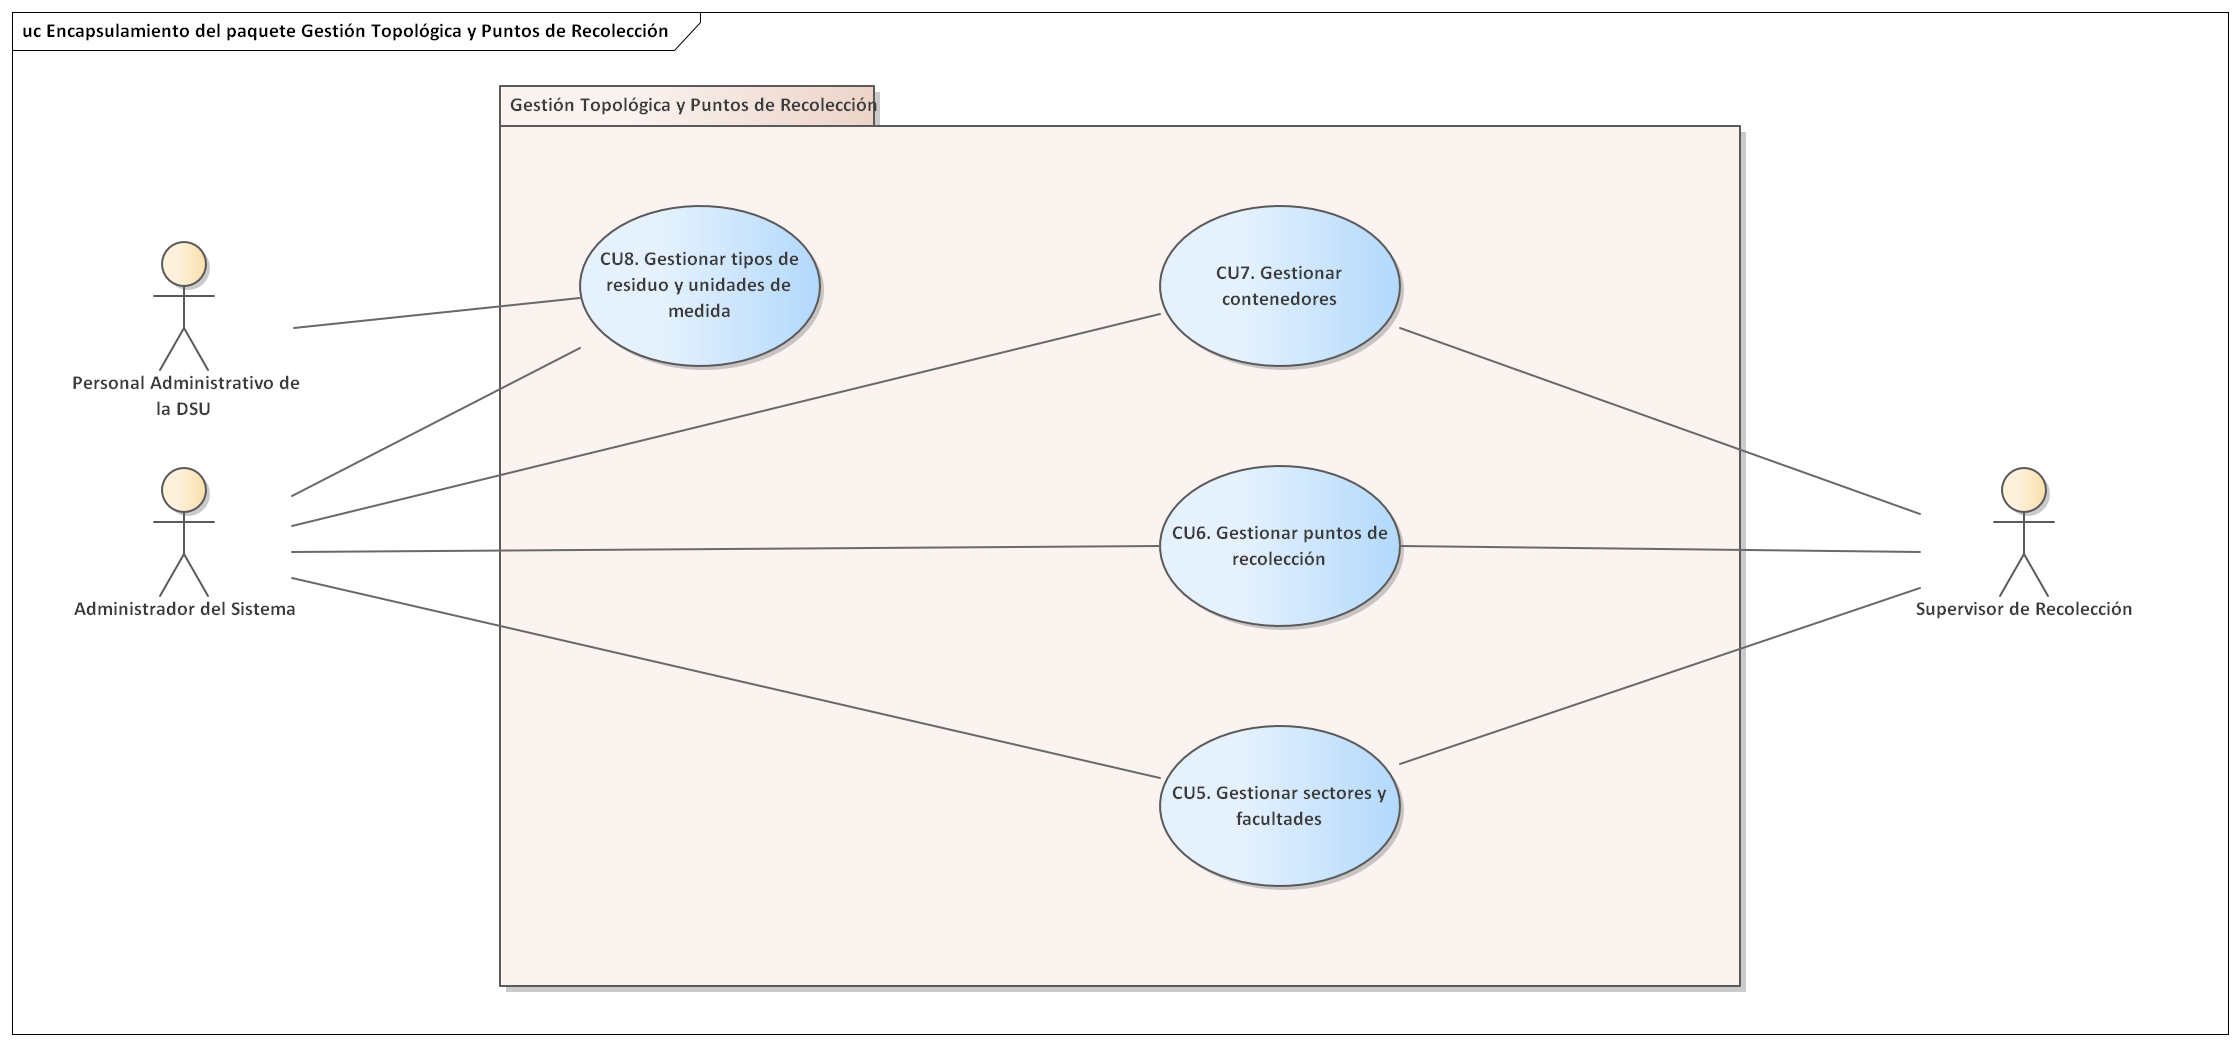 uc Encapsulamiento del paquete Gestión Topológica y Puntos de Recolección
Gestión Topológica y Puntos de Recolección
CU8. Gestionar tipos de
residuo y unidades de
medida
CU7. Gestionar
contenedores
Personal Administrativo de
la DSU
CU6. Gestionar puntos de
recolección
Administrador del Sistema
Supervisor de Recolección
CU5. Gestionar sectores y
facultades